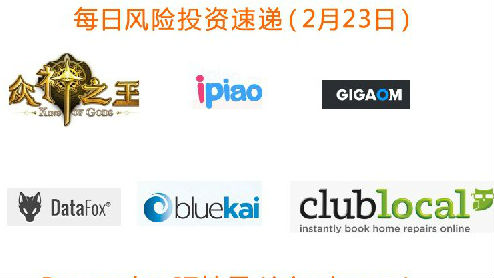 每日风险投资速递(2月23日)
众神之王
KING OF GODS
ipiao
GIGAOM
DataFox®
bluekai
clublocal
instantly book home repairs online